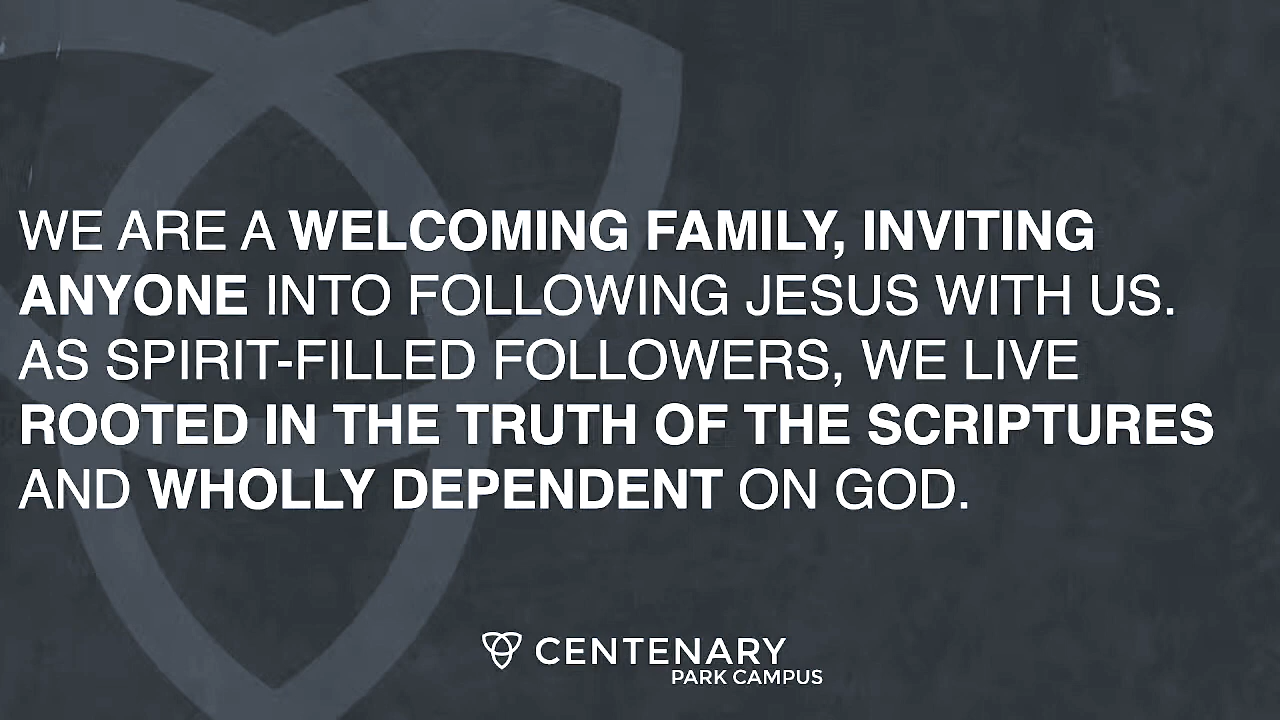 WE ARE A WELCOMING FAMILY, INVITING
ANYONE INTO FOLLOWING JESUS WITH US.
AS SPIRIT-FILLED FOLLOWERS, WE LIVE
ROOTED IN THE TRUTH OF THE SCRIPTURES
AND WHOLLY DEPENDENT ON GOD.
CENTENARY
PARK CAMPUS